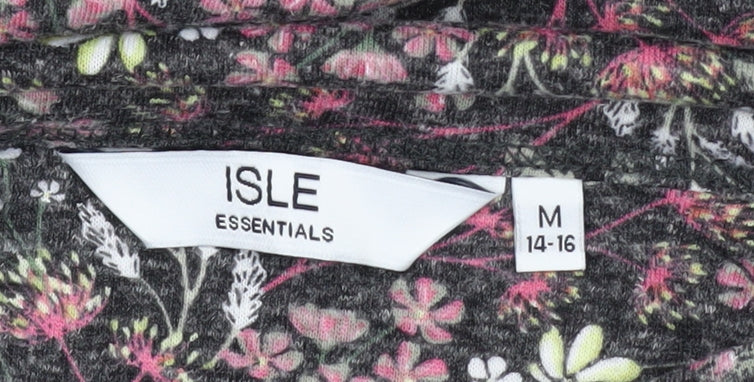 ISLE
ESSENTIALS
M
14-16